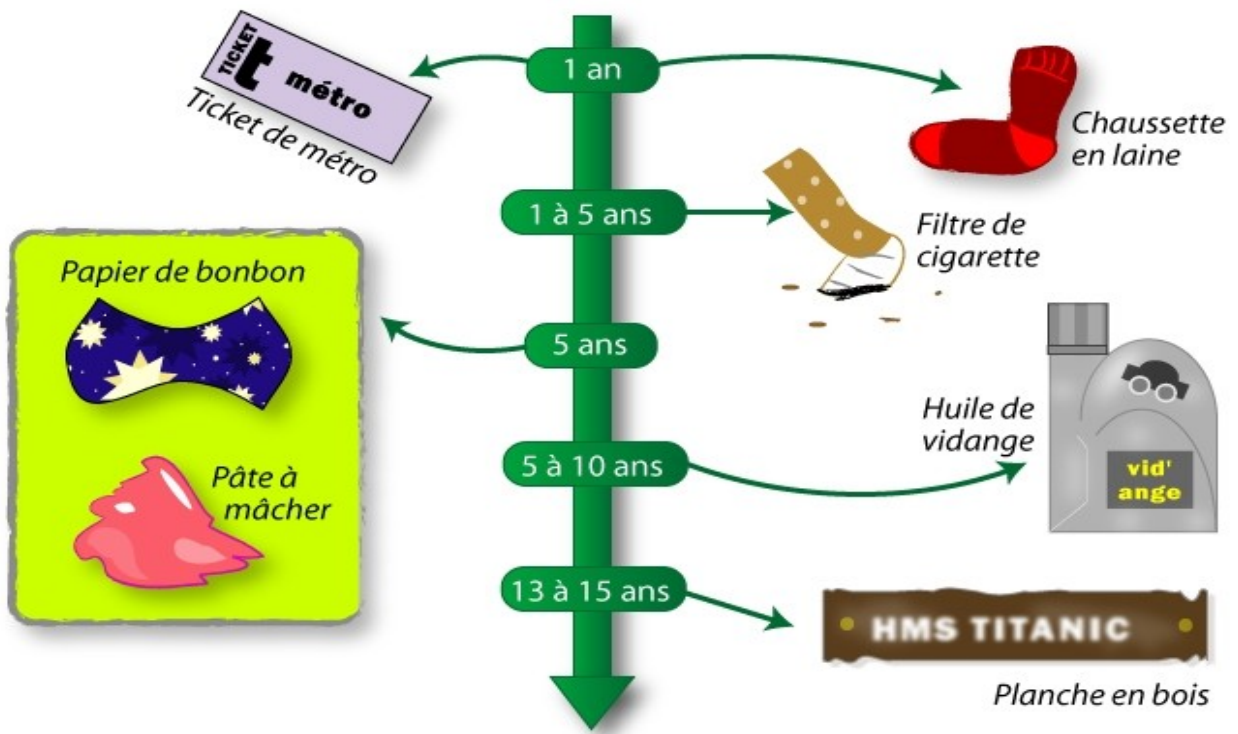 TICKET
t métro
Ticket de métro
1 an
Chaussette
en laine
1 à 5 ans
Filtre de
cigarette
Papier de bonbon
Pâte à
mâcher
5 ans
5 à 10 ans
Huile de
vidange
vid'
ange
13 à 15 ans
HMS TITANIC
Planche en bois